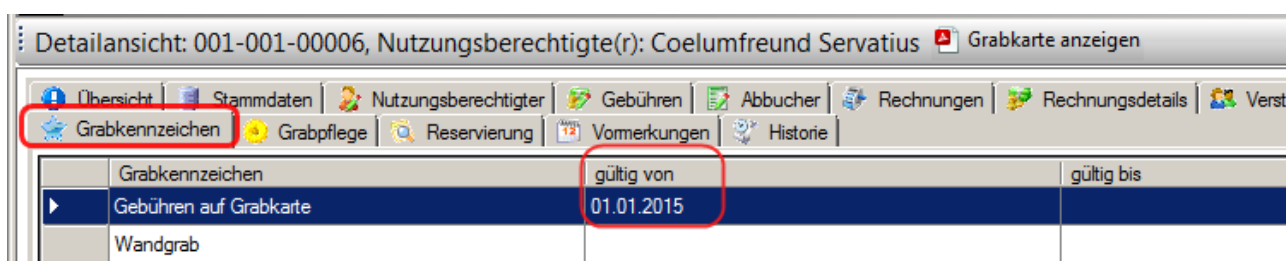 Detailansicht: 001-001-00006, Nutzungsberechtigte(r): Coelumfreund Servatius Grabkarte anzeigen
Übersicht Stammdaten Nutzungsberechtigter Gebühren Abbucher Rechnungen Rechnungsdetails Verst
Grabkennzeichen Grabpflege Reservierung Vormerkungen Historie
Grabkennzeichen gültig von gültig bis
Gebühren auf Grabkarte 01.01.2015
Wandgrab